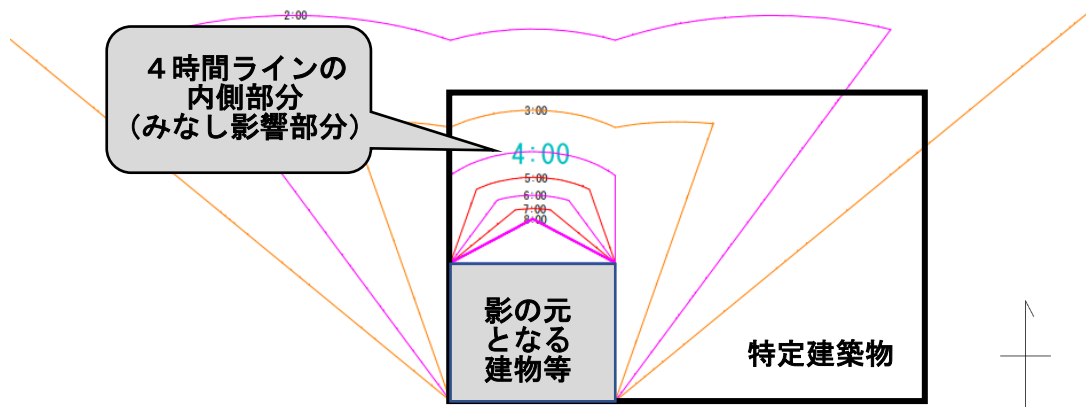 2:00
４時間ラインの
内側部分
（みなし影響部分）
3:00
4:00
5:00
6:00
7:00
8:00
影の元
となる
建物等
特定建築物